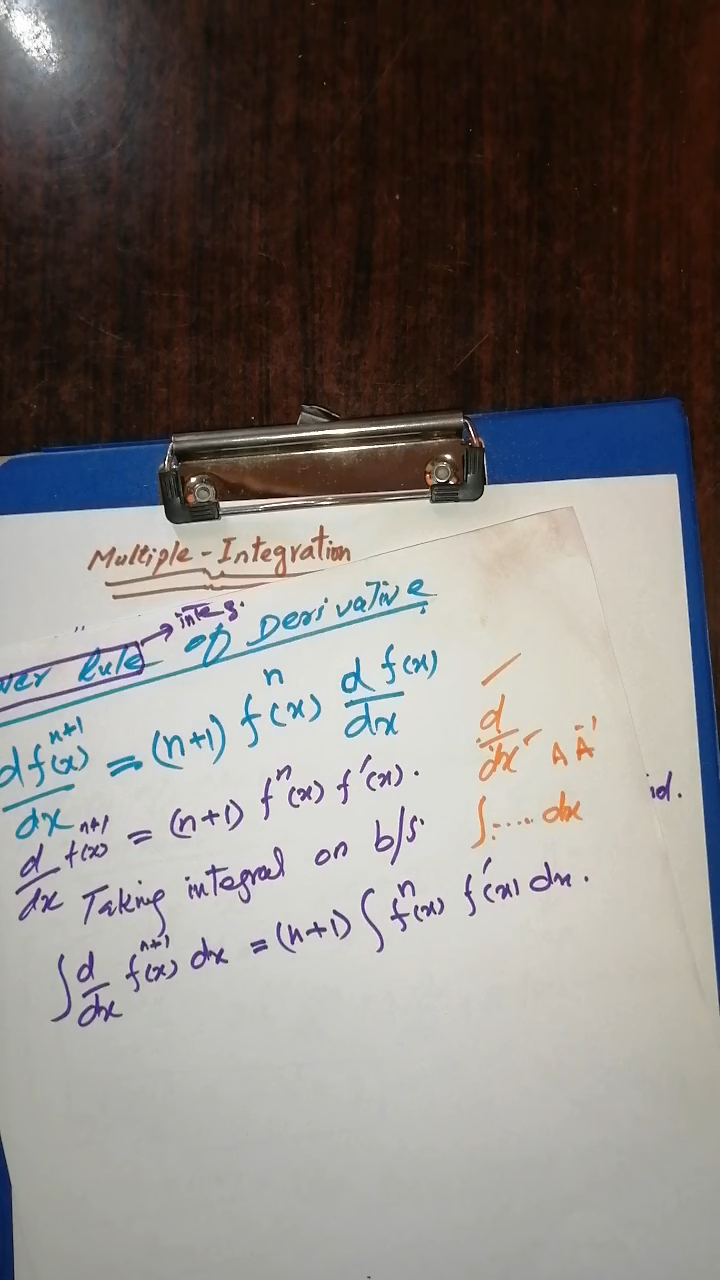 Multiple-Integration
integ.
Rule of Derivative
d f(x)^{n+1} / dx = (n+1) f^n(x) d f(x) / dx
d/dx f(x)^{n+1} = (n+1) f^n(x) f'(x).
Taking integral on b/s.
∫ d/dx f(x)^{n+1} dx = (n+1) ∫ f^n(x) f'(x) dx.
d/dx A A^{-1}
∫.... dx
id.